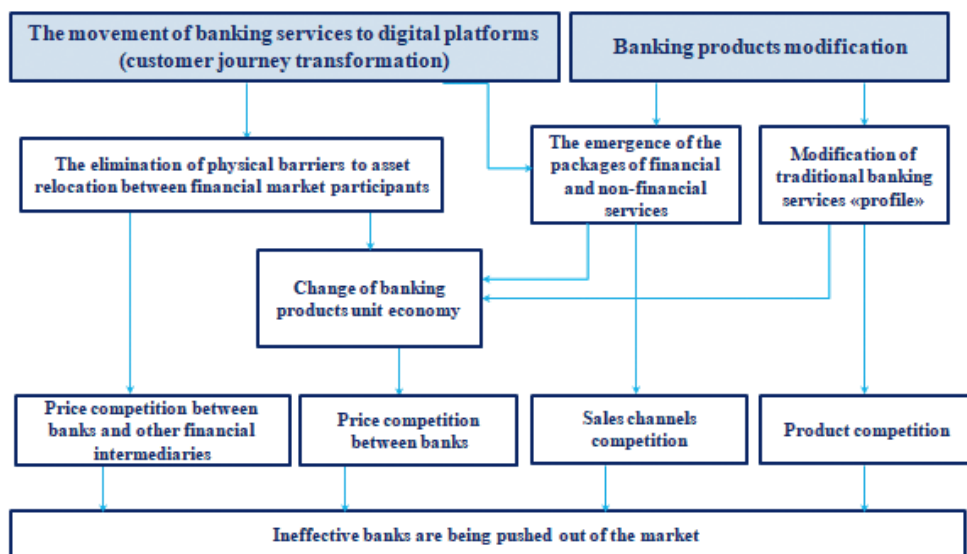 The movement of banking services to digital platforms
(customer journey transformation)
Banking products modification
The elimination of physical barriers to asset
relocation between financial market participants
The emergence of the
packages of financial
and non-financial
services
Modification of
traditional banking
services «profile»
Change of banking
products unit economy
Price competition between
banks and other financial
intermediaries
Price competition
between banks
Sales channels
competition
Product competition
Ineffective banks are being pushed out of the market